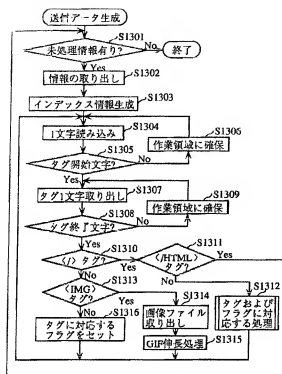 送信データ生成
S1301
未処理情報有り?
No
終了
Yes
S1302
情報の取り出し
S1303
インデックス情報生成
S1304
1文字読み込み
S1306
作業領域に確保
S1305
タグ開始文字?
No
Yes
S1307
タグ1文字取り出し
S1309
作業領域に確保
S1308
タグ終了文字?
No
Yes
S1310
</>タグ?
Yes
S1311
</HTML>
タグ?
Yes
No
No
S1313
<IMG>
タグ?
Yes
S1314
画像ファイル
取り出し
S1312
タグおよび
フラグに
対応する処理
No
S1316
タグに対応する
フラグをセット
GIF伸長処理
S1315